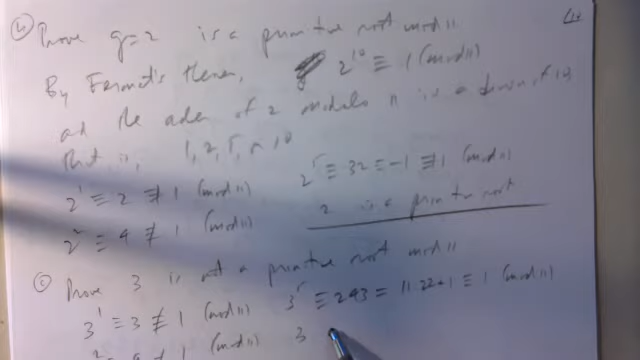 (b) Prove g=2 is a primitive root mod 11
By Fermat's theorem, 2^10 ≡ 1 (mod 11)
and the order of 2 modulo 11 is a divisor of 10
that is, 1, 2, 5, or 10
2^1 ≡ 2 ≢ 1 (mod 11)
2^2 ≡ 4 ≢ 1 (mod 11)
2^5 ≡ 32 ≡ -1 ≢ 1 (mod 11)
2 is a primitive root
(c) Prove 3 is not a primitive root mod 11
3^1 ≡ 3 ≢ 1 (mod 11)
3^5 ≡ 243 = 11·22+1 ≡ 1 (mod 11)
3